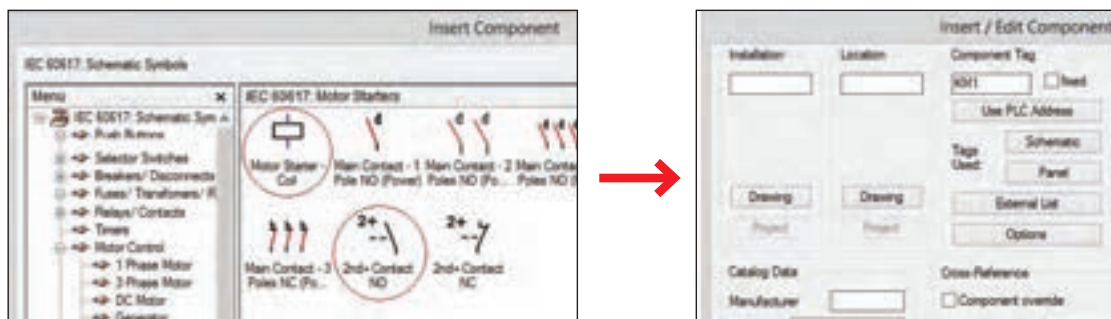 Insert Component
IEC 60617: Schematic Symbols
Menu
IEC 60617: Schematic Sym
Push Buttons
Selector Switches
Breakers/ Disconnects
Fuses/ Transformers/ R
Relays/ Contacts
Timers
Motor Control
1 Phase Motor
3 Phase Motor
DC Motor
Generator
IEC 60617: Motor Starters
Motor Starter -
Coil
Main Contact - 1
Pole NO (Power)
Main Contact - 2
Poles NO (Po...
Main Conta
Poles NO (
Main Contact - 3
Poles NC (Po...
2+
2nd+ Contact
NO
2+
2nd+ Contact
NC
Insert / Edit Component
Installation
Location
Component Tag
fixed
Use PLC Address
Tags
Used:
Schematic
Panel
Drawing
Drawing
External List
Project
Project
Options
Catalog Data
Cross-Reference
Manufacturer
Component override